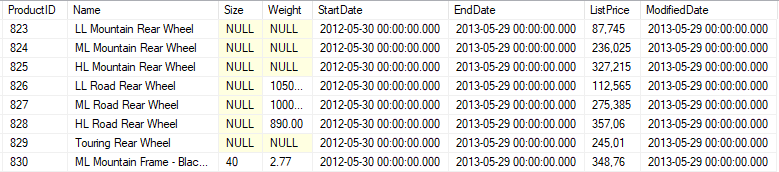 ProductID Name Size Weight StartDate EndDate ListPrice ModifiedDate
823 LL Mountain Rear Wheel NULL NULL 2012-05-30 00:00:00.000 2013-05-29 00:00:00.000 87,745 2013-05-29 00:00:00.000
824 ML Mountain Rear Wheel NULL NULL 2012-05-30 00:00:00.000 2013-05-29 00:00:00.000 236,025 2013-05-29 00:00:00.000
825 HL Mountain Rear Wheel NULL NULL 2012-05-30 00:00:00.000 2013-05-29 00:00:00.000 327,215 2013-05-29 00:00:00.000
826 LL Road Rear Wheel NULL 1050... 2012-05-30 00:00:00.000 2013-05-29 00:00:00.000 112,565 2013-05-29 00:00:00.000
827 ML Road Rear Wheel NULL 1000... 2012-05-30 00:00:00.000 2013-05-29 00:00:00.000 275,385 2013-05-29 00:00:00.000
828 HL Road Rear Wheel NULL 890.00 2012-05-30 00:00:00.000 2013-05-29 00:00:00.000 357,06 2013-05-29 00:00:00.000
829 Touring Rear Wheel NULL NULL 2012-05-30 00:00:00.000 2013-05-29 00:00:00.000 245,01 2013-05-29 00:00:00.000
830 ML Mountain Frame - Blac... 40 2.77 2012-05-30 00:00:00.000 2013-05-29 00:00:00.000 348,76 2013-05-29 00:00:00.000